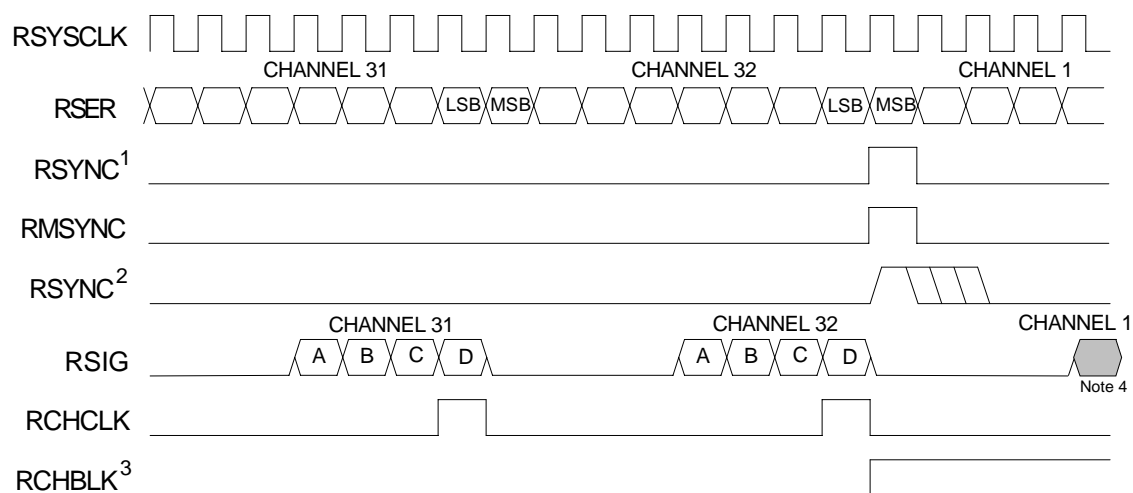 RSYSCLK
CHANNEL 31 CHANNEL 32 CHANNEL 1
RSER LSB MSB LSB MSB
RSYNC¹
RMSYNC
RSYNC²
CHANNEL 31 CHANNEL 32 CHANNEL 1
RSIG A B C D A B C D
Note 4
RCHCLK
RCHBLK³